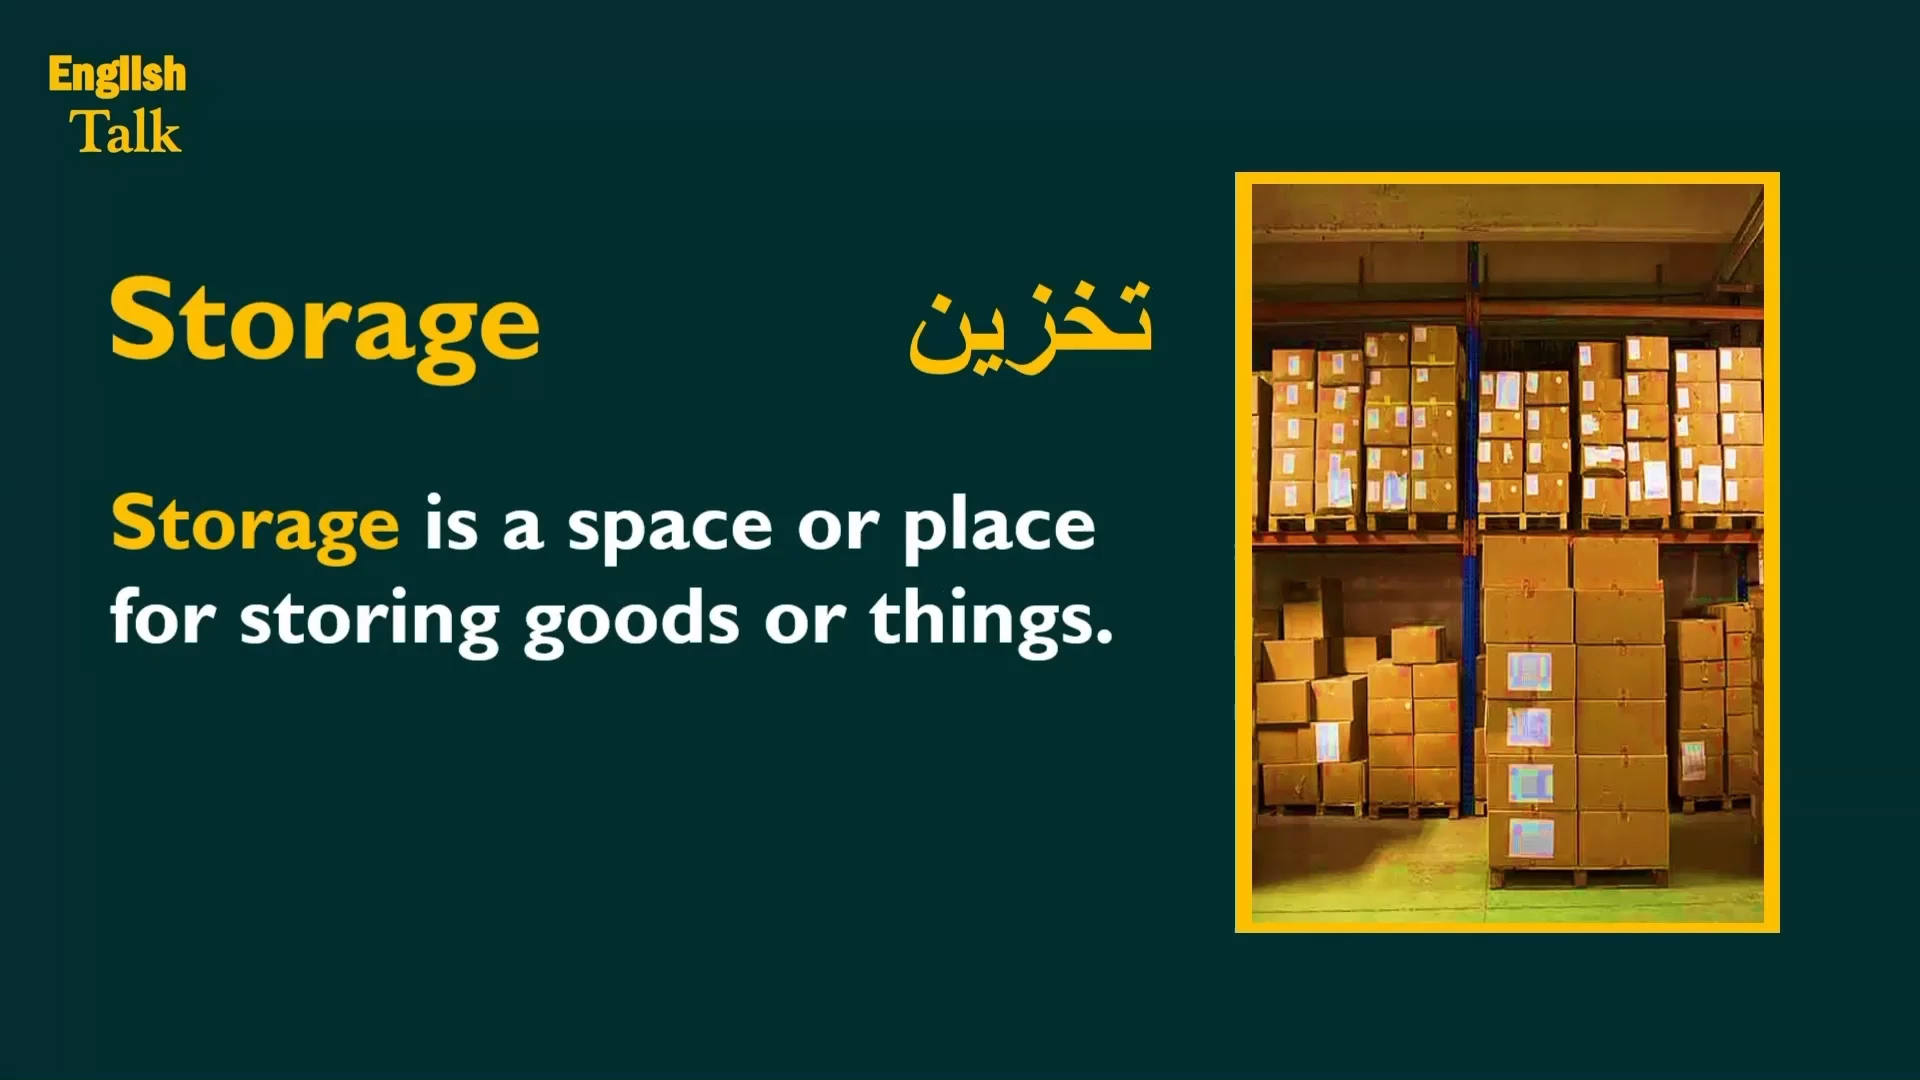 English
Talk
Storage
تخزين
Storage is a space or place
for storing goods or things.